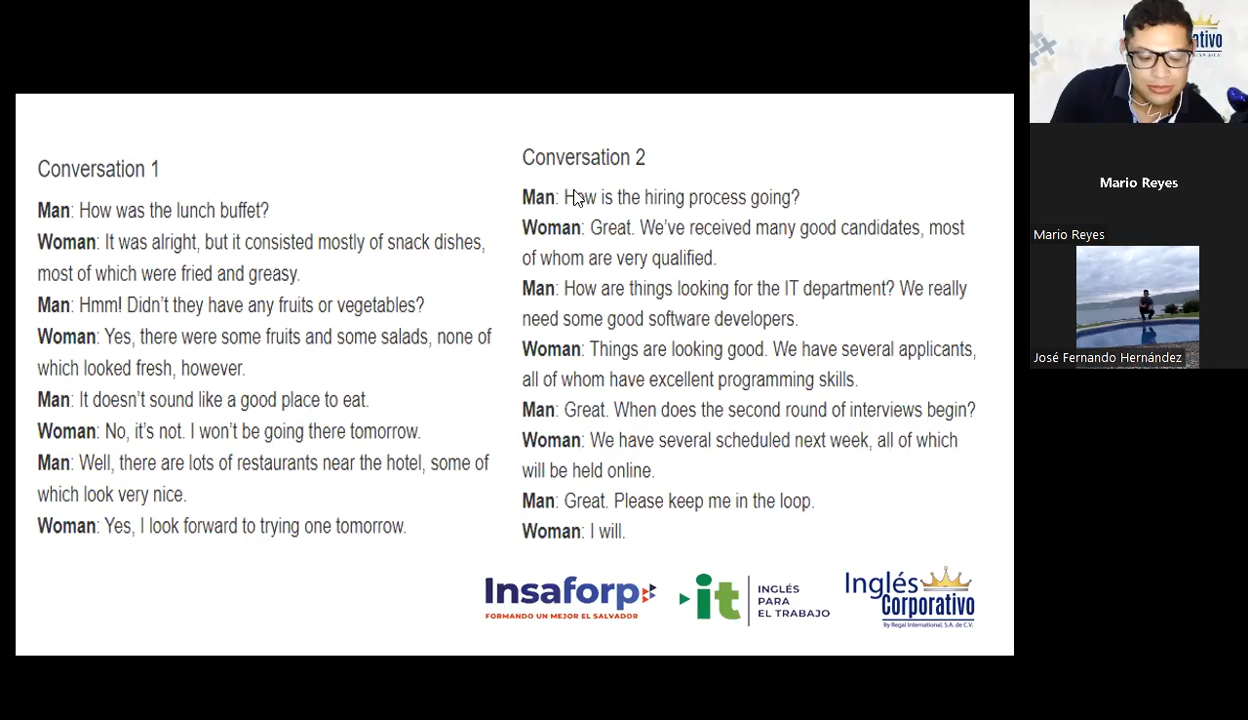 Conversation 1
Man: How was the lunch buffet?
Woman: It was alright, but it consisted mostly of snack dishes,
most of which were fried and greasy.
Man: Hmm! Didn't they have any fruits or vegetables?
Woman: Yes, there were some fruits and some salads, none of
which looked fresh, however.
Man: It doesn't sound like a good place to eat.
Woman: No, it's not. I won't be going there tomorrow.
Man: Well, there are lots of restaurants near the hotel, some of
which look very nice.
Woman: Yes, I look forward to trying one tomorrow.
Conversation 2
Man: How is the hiring process going?
Woman: Great. We've received many good candidates, most
of whom are very qualified.
Man: How are things looking for the IT department? We really
need some good software developers.
Woman: Things are looking good. We have several applicants,
all of whom have excellent programming skills.
Man: Great. When does the second round of interviews begin?
Woman: We have several scheduled next week, all of which
will be held online.
Man: Great. Please keep me in the loop.
Woman: I will.
Insaforp
FORMANDO UN MEJOR EL SALVADOR
it
INGLÉS
PARA
EL TRABAJO
Inglés
Corporativo
By Regal International, S.A. de C.V.
Mario Reyes
Mario Reyes
José Fernando Hernández